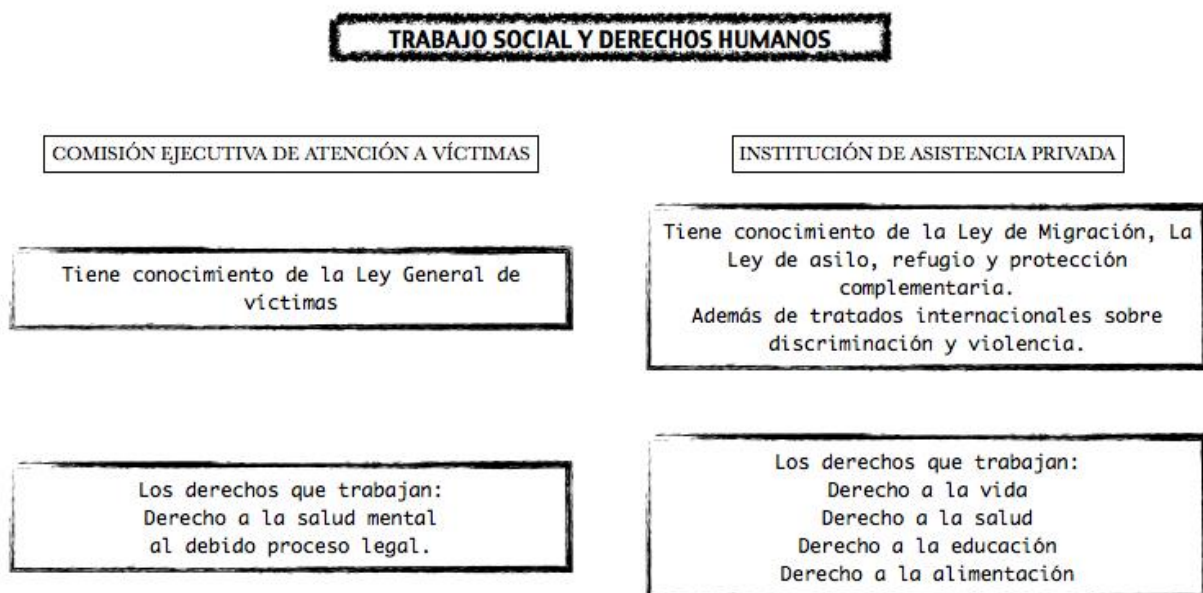 TRABAJO SOCIAL Y DERECHOS HUMANOS
COMISIÓN EJECUTIVA DE ATENCIÓN A VÍCTIMAS
Tiene conocimiento de la Ley General de
víctimas
Los derechos que trabajan:
Derecho a la salud mental
al debido proceso legal.
INSTITUCIÓN DE ASISTENCIA PRIVADA
Tiene conocimiento de la Ley de Migración, La
Ley de asilo, refugio y protección
complementaria.
Además de tratados internacionales sobre
discriminación y violencia.
Los derechos que trabajan:
Derecho a la vida
Derecho a la salud
Derecho a la educación
Derecho a la alimentación